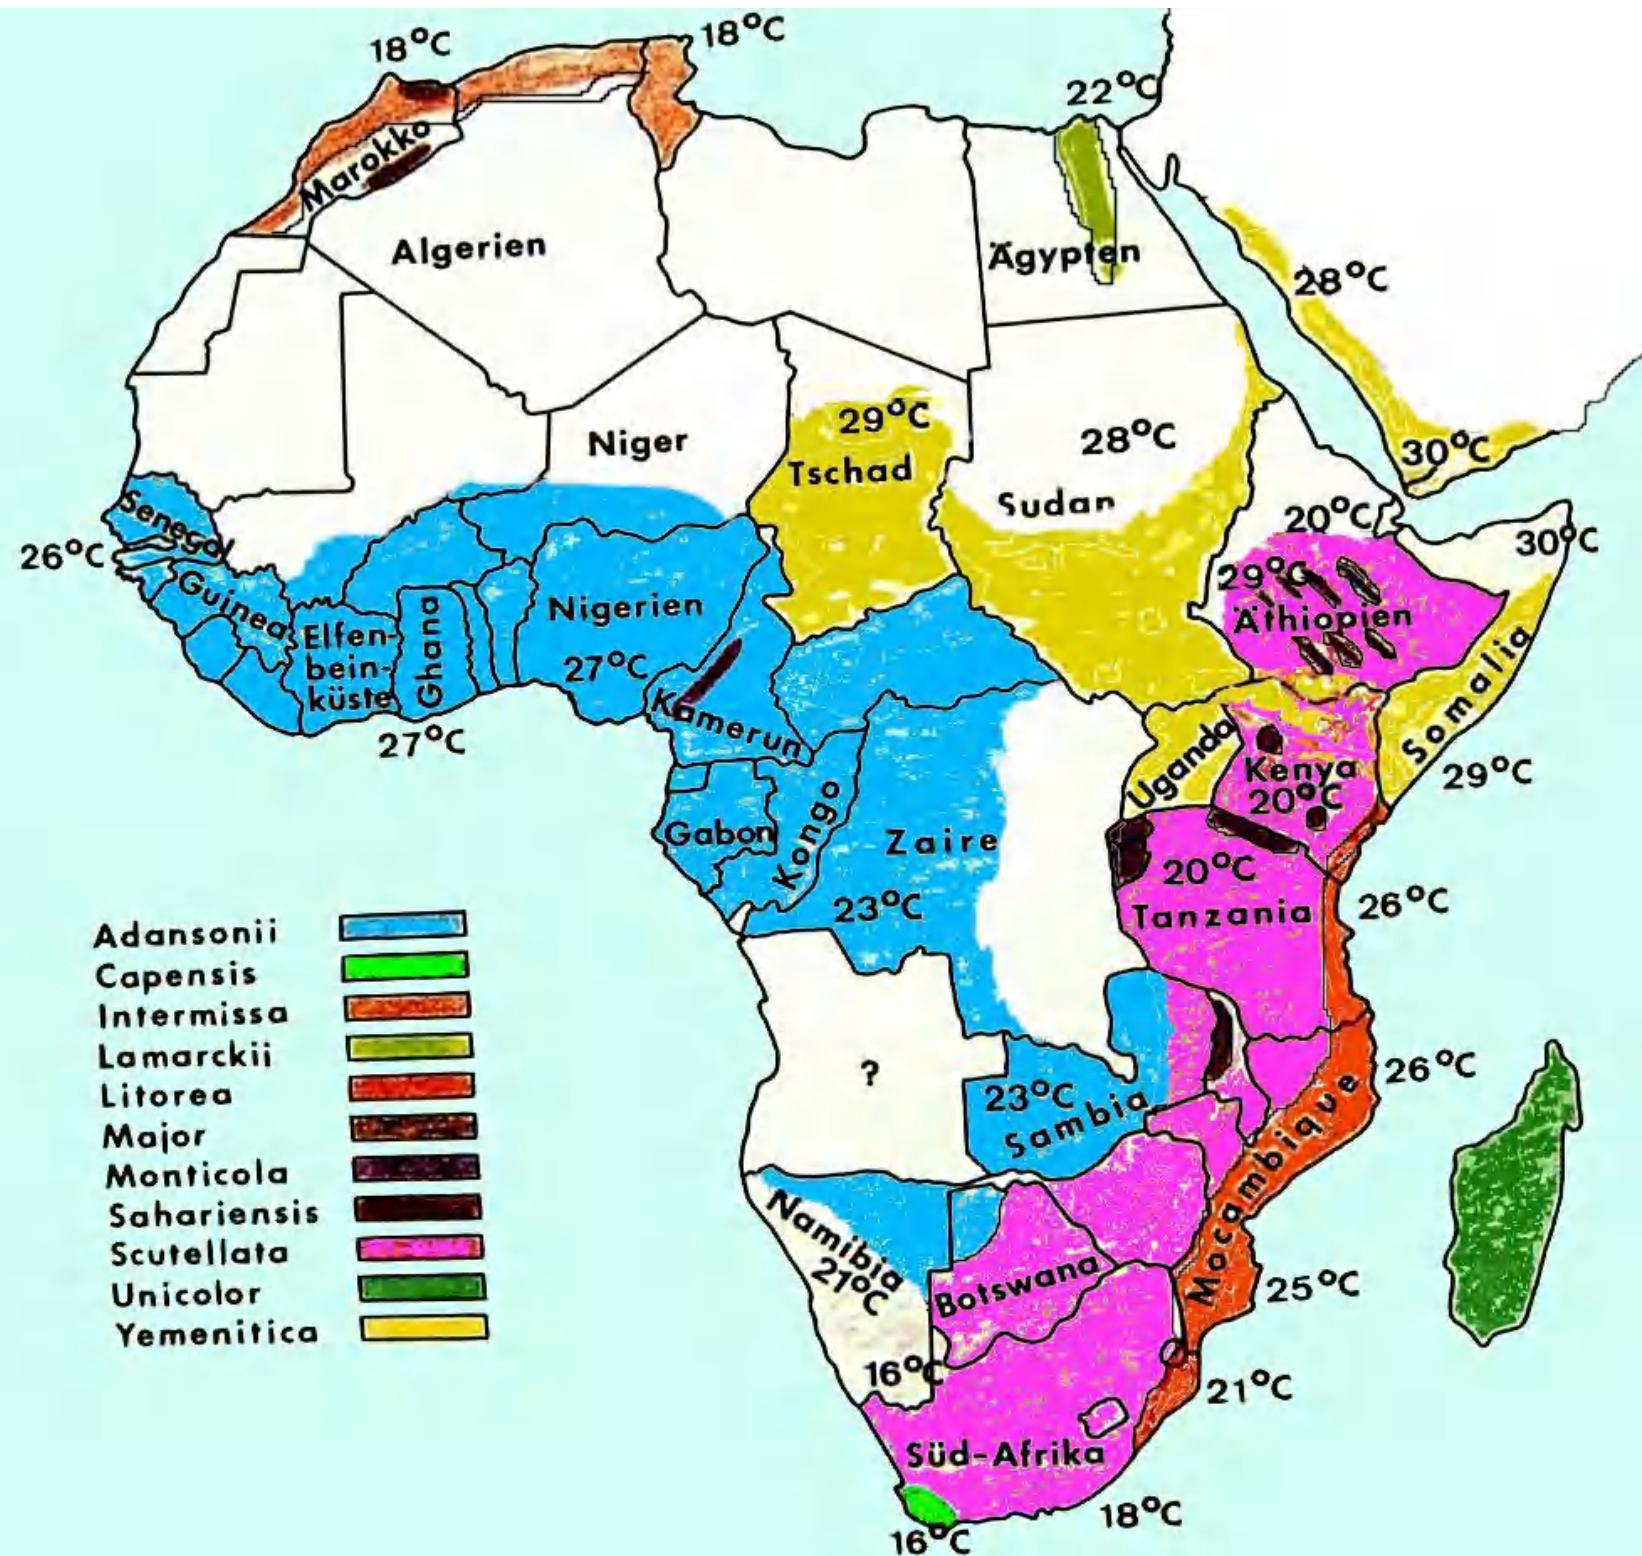 18°C
18°C
22°C
Marokko
Algerien
Ägypten
28°C
29°C
Niger
28°C
30°C
Tschad
Sudan
Senegal
20°C
26°C
30°C
29°C
Guinea
Nigerien
Äthiopien
Elfen-
bein-
küste
Ghana
27°C
Kamerun
27°C
Somalia
Uganda
Kenya
29°C
20°C
Gabon
Kongo
Zaire
20°C
23°C
Tanzania
26°C
Adansonii
Capensis
Intermissa
Lamarckii
Litorea
Major
Monticola
Sahariensis
Scutellata
Unicolor
Yemenitica
?
26°C
23°C
Sambia
Moçambique
Namibia
21°C
Botswana
25°C
16°C
21°C
Süd-Afrika
18°C
16°C